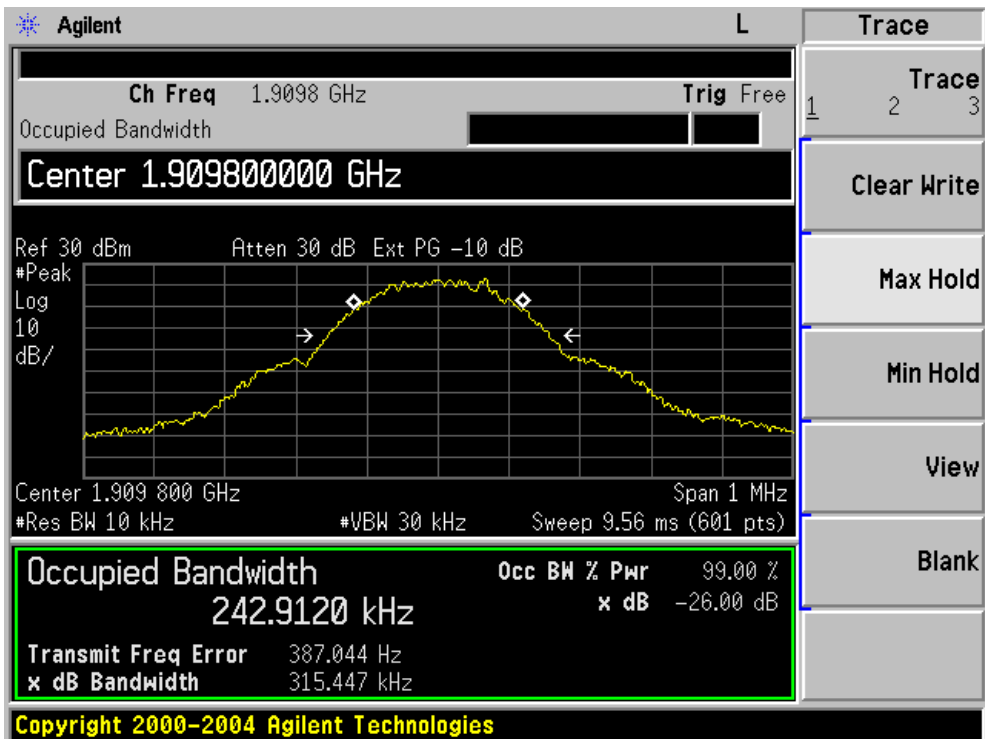 Agilent L Trace
Ch Freq 1.9098 GHz Trig Free
Occupied Bandwidth
Center 1.909800000 GHz
Ref 30 dBm Atten 30 dB Ext PG -10 dB
#Peak
Log
10
dB/
Center 1.909 800 GHz Span 1 MHz
#Res BW 10 kHz #VBW 30 kHz Sweep 9.56 ms (601 pts)
Occupied Bandwidth
242.9120 kHz
Occ BW % Pwr 99.00 %
x dB -26.00 dB
Transmit Freq Error 387.044 Hz
x dB Bandwidth 315.447 kHz
Copyright 2000-2004 Agilent Technologies
Trace
1 2 3
Clear Write
Max Hold
Min Hold
View
Blank